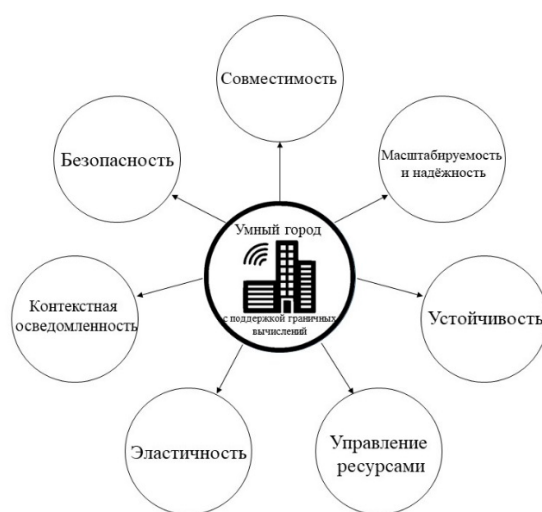 Совместимость
Безопасность
Масштабируемость
и надёжность
Умный город
с поддержкой граничных
вычислений
Контекстная
осведомленность
Устойчивость
Эластичность
Управление
ресурсами